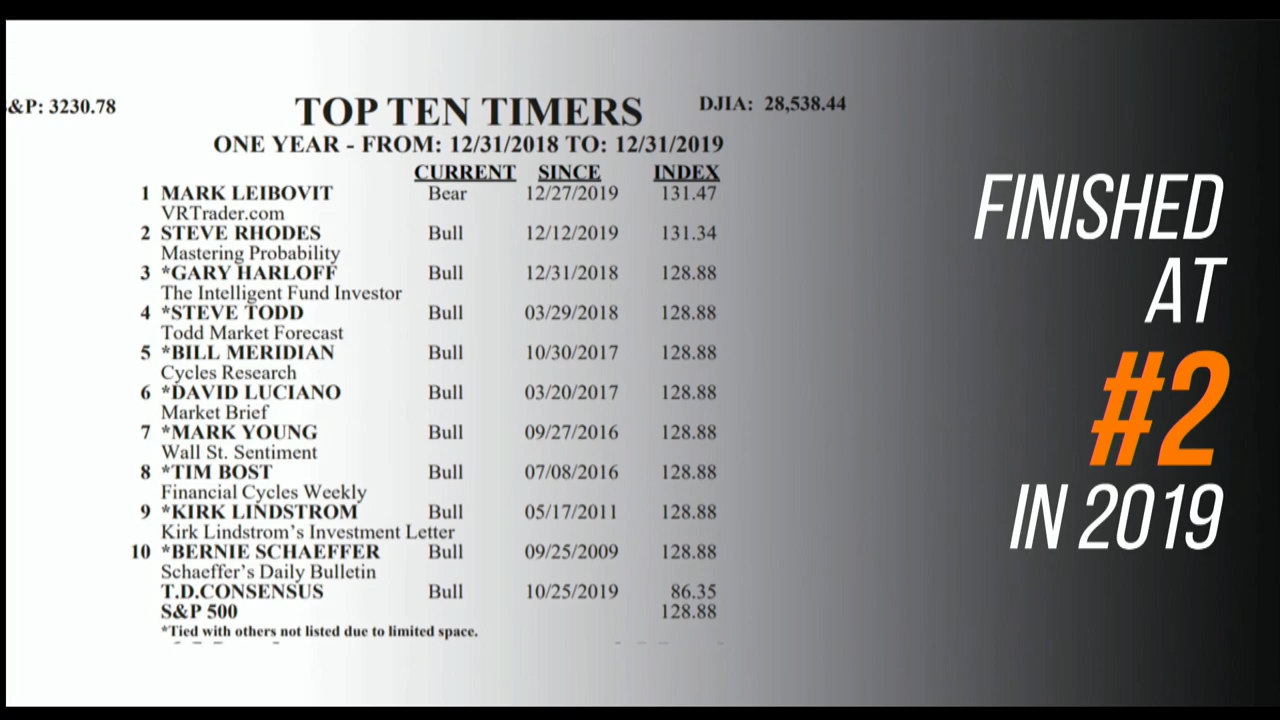 &P: 3230.78
TOP TEN TIMERS
DJIA: 28,538.44
ONE YEAR - FROM: 12/31/2018 TO: 12/31/2019
CURRENT SINCE INDEX
1 MARK LEIBOVIT Bear 12/27/2019 131.47
VRTrader.com
2 STEVE RHODES Bull 12/12/2019 131.34
Mastering Probability
3 *GARY HARLOFF Bull 12/31/2018 128.88
The Intelligent Fund Investor
4 *STEVE TODD Bull 03/29/2018 128.88
Todd Market Forecast
5 *BILL MERIDIAN Bull 10/30/2017 128.88
Cycles Research
6 *DAVID LUCIANO Bull 03/20/2017 128.88
Market Brief
7 *MARK YOUNG Bull 09/27/2016 128.88
Wall St. Sentiment
8 *TIM BOST Bull 07/08/2016 128.88
Financial Cycles Weekly
9 *KIRK LINDSTROM Bull 05/17/2011 128.88
Kirk Lindstrom's Investment Letter
10 *BERNIE SCHAEFFER Bull 09/25/2009 128.88
Schaeffer's Daily Bulletin
T.D.CONSENSUS Bull 10/25/2019 86.35
S&P 500 128.88
*Tied with others not listed due to limited space.
FINISHED
AT
#2
IN 2019